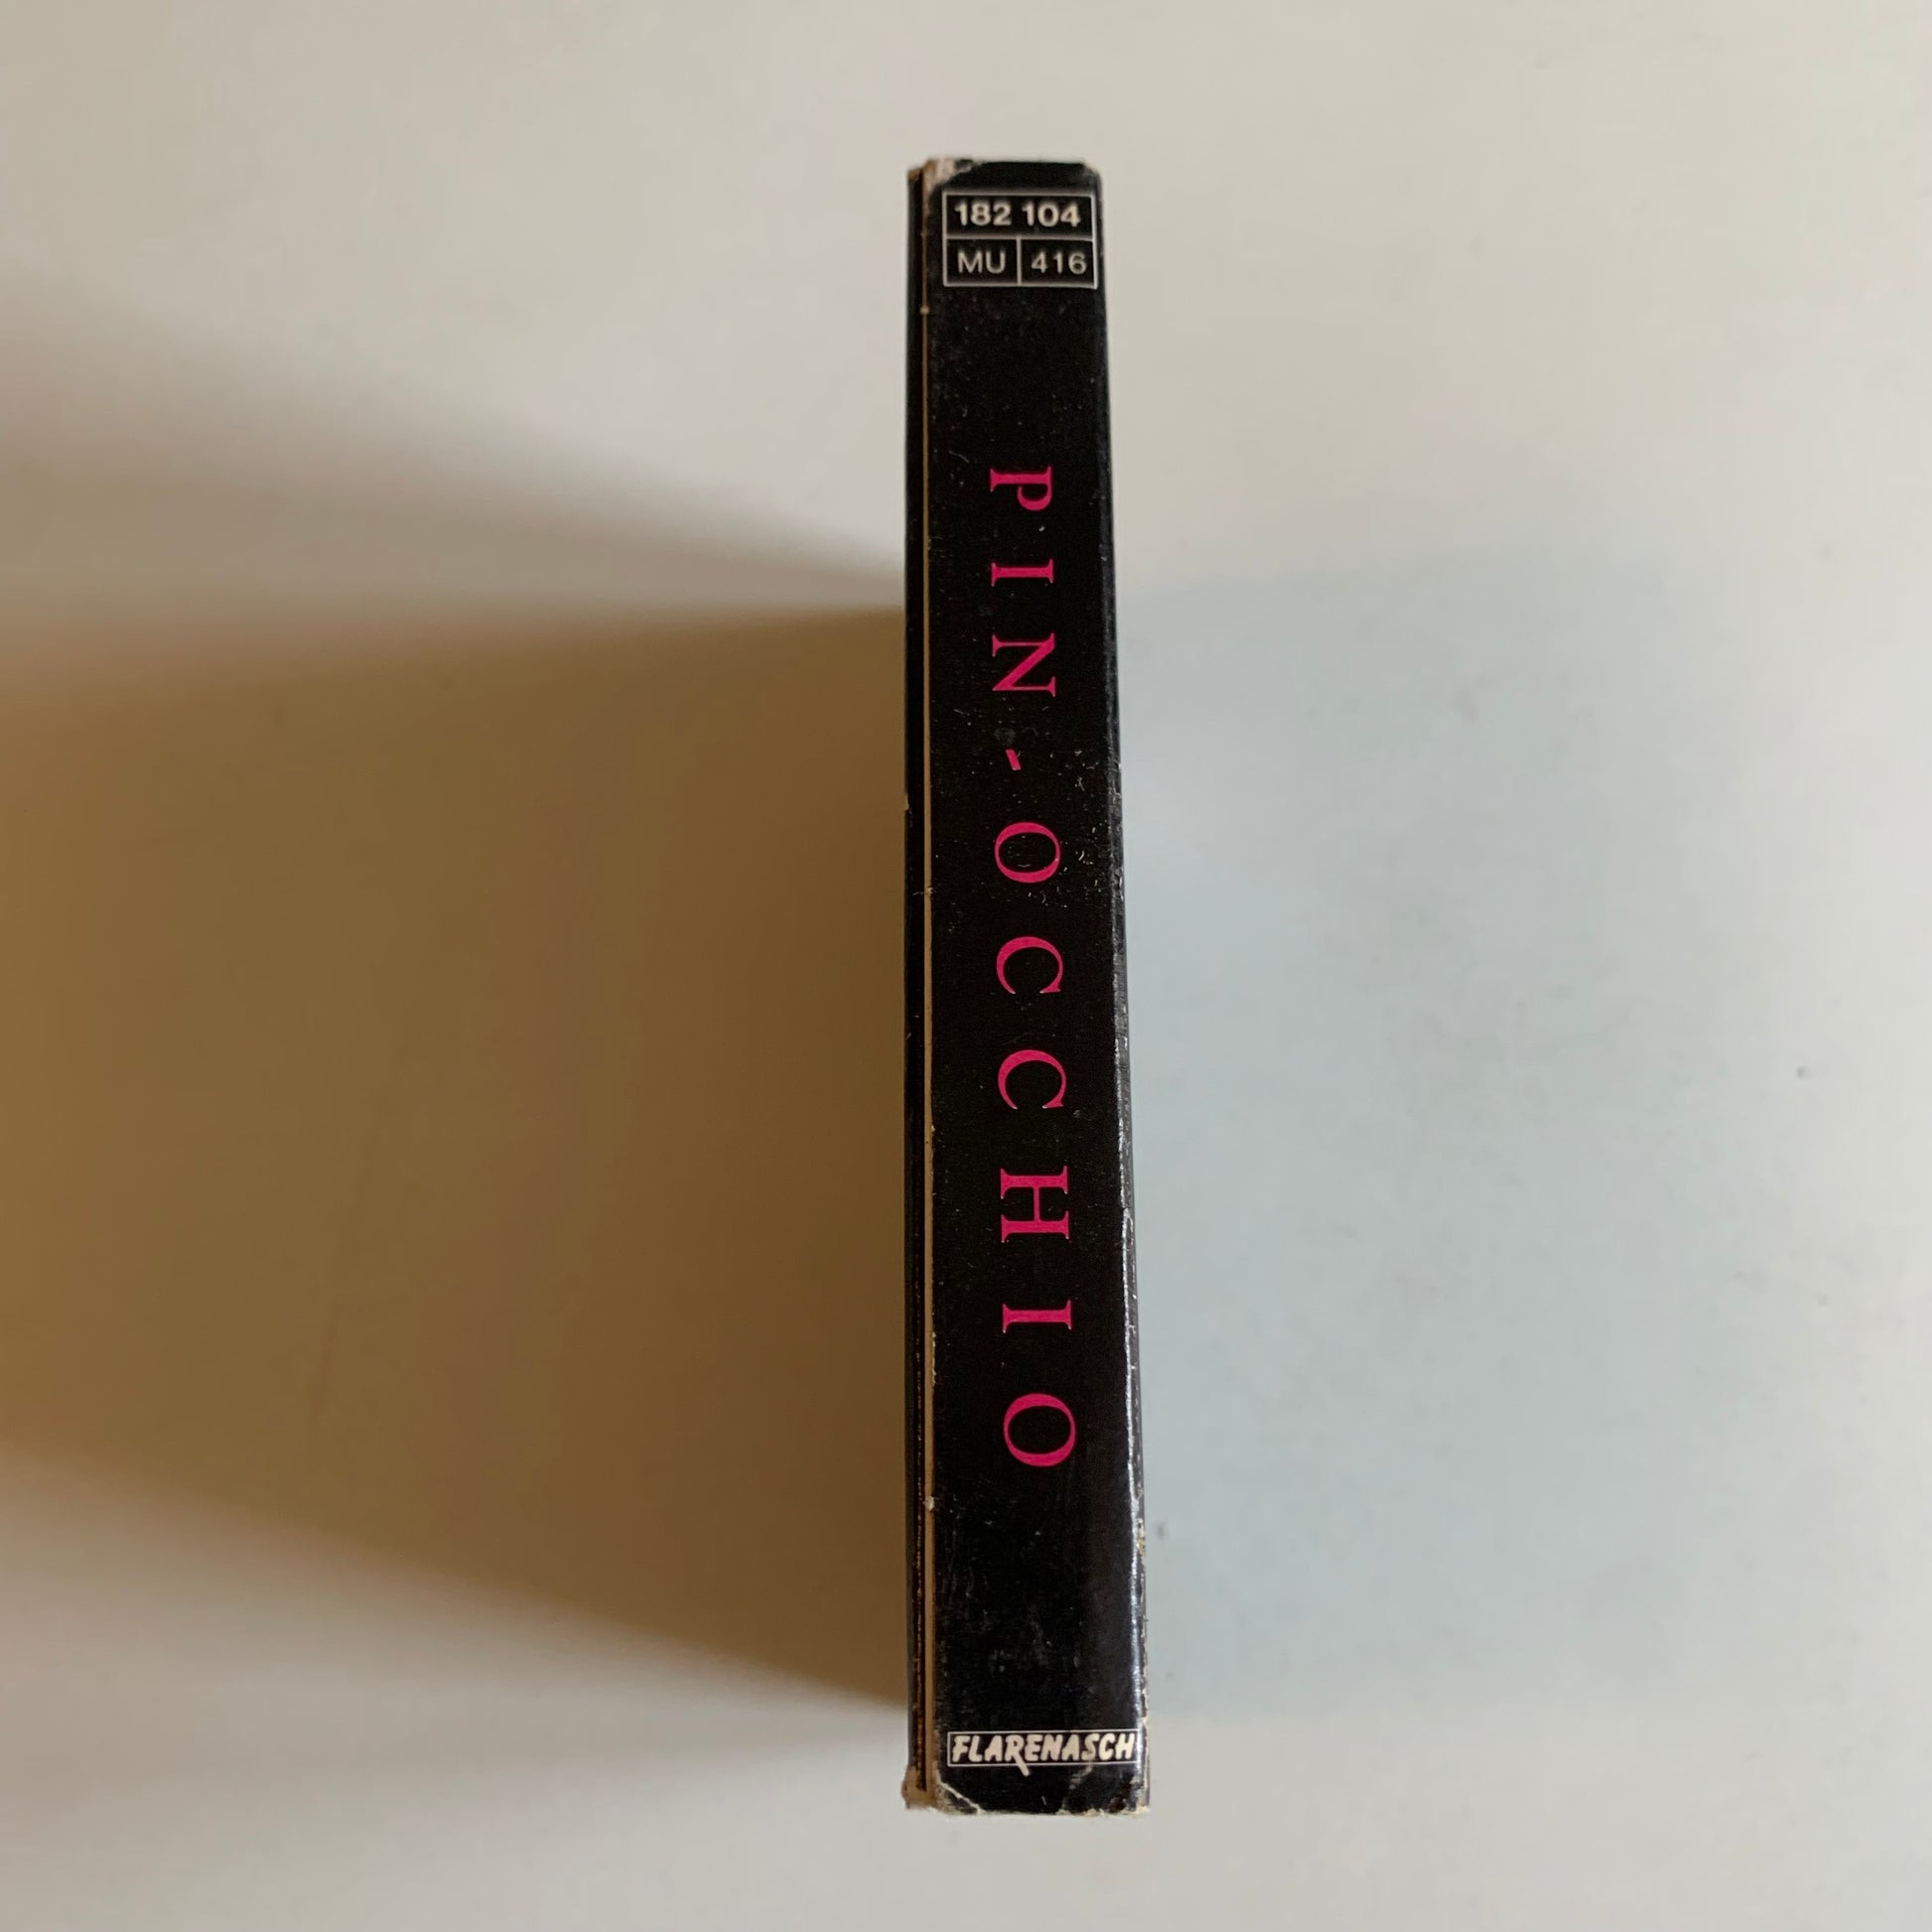 182 104
MU 416
PIN-OCCHIO
FLARENASCH